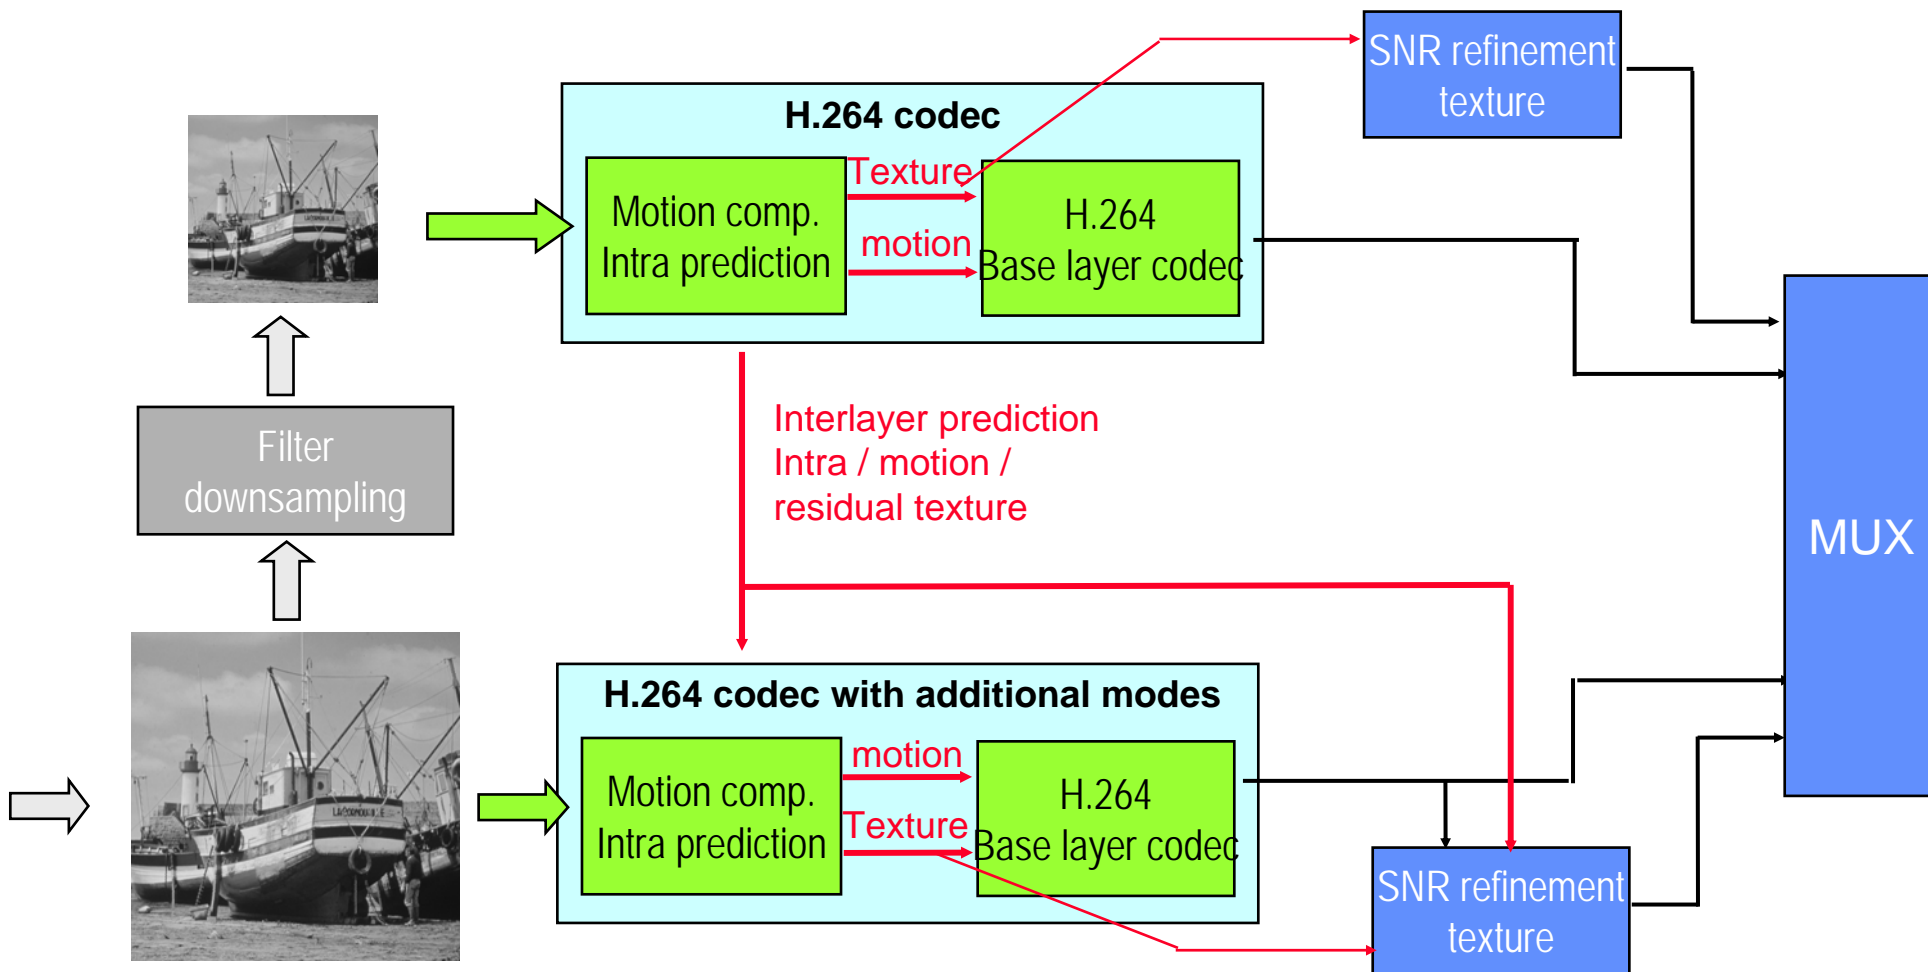 SNR refinement
texture
H.264 codec
Texture
Motion comp.
Intra prediction
motion
H.264
Base layer codec
Interlayer prediction
Intra / motion /
residual texture
Filter
downsampling
MUX
H.264 codec with additional modes
motion
Motion comp.
Intra prediction
Texture
H.264
Base layer codec
SNR refinement
texture